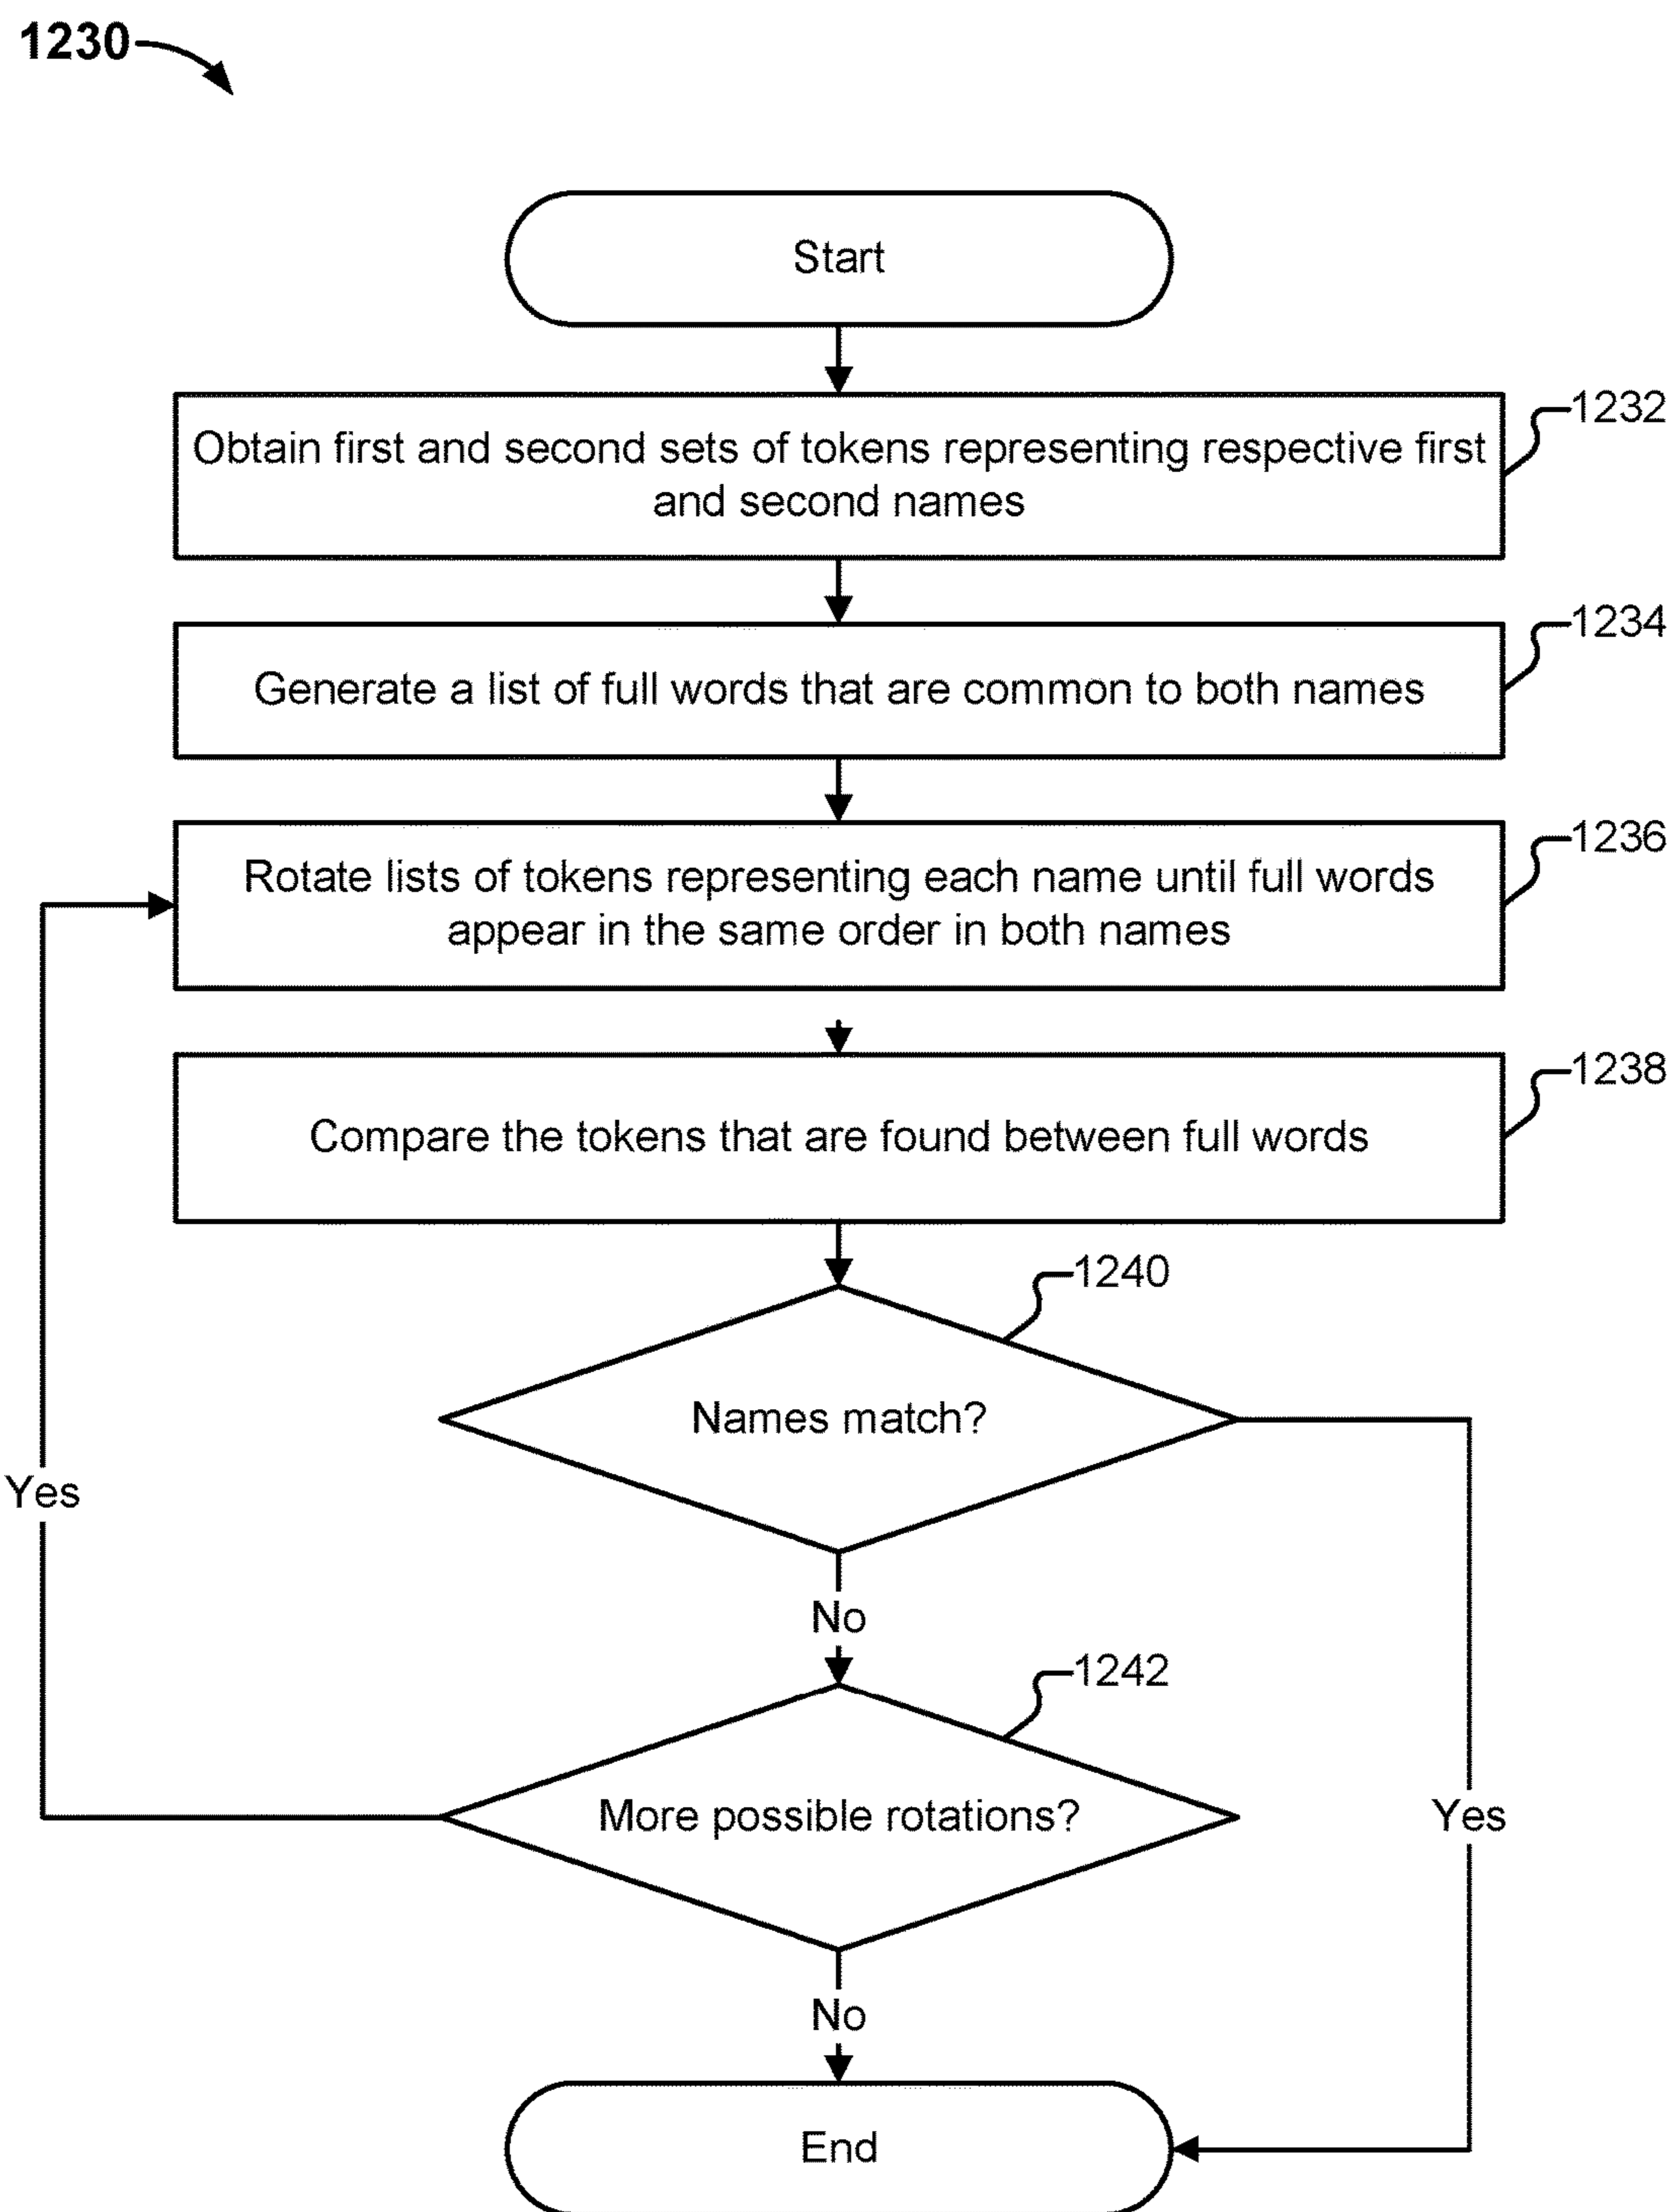 1230
Start
1232
Obtain first and second sets of tokens representing respective first
and second names
1234
Generate a list of full words that are common to both names
1236
Rotate lists of tokens representing each name until full words
appear in the same order in both names
1238
Compare the tokens that are found between full words
1240
Names match?
Yes
No
1242
More possible rotations?
Yes
No
End